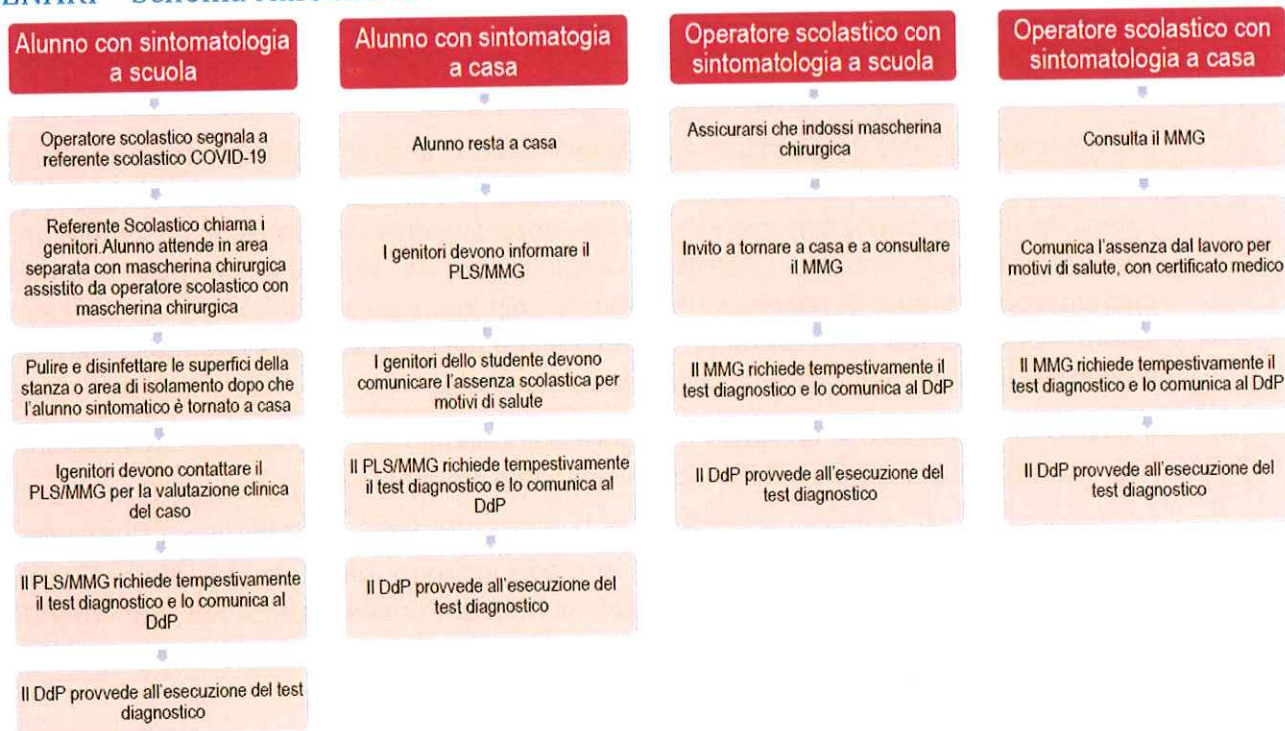 Alunno con sintomatologia
a scuola
Operatore scolastico segnala a
referente scolastico COVID-19
Referente Scolastico chiama i
genitori.Alunno attende in area
separata con mascherina chirurgica
assistito da operatore scolastico con
mascherina chirurgica
Pulire e disinfettare le superfici della
stanza o area di isolamento dopo che
l'alunno sintomatico è tornato a casa
Igenitori devono contattare il
PLS/MMG per la valutazione clinica
del caso
Il PLS/MMG richiede tempestivamente
il test diagnostico e lo comunica al
DdP
Il DdP provvede all'esecuzione del test
diagnostico
Alunno con sintomatogia
a casa
Alunno resta a casa
I genitori devono informare il
PLS/MMG
I genitori dello studente devono
comunicare l'assenza scolastica per
motivi di salute
Il PLS/MMG richiede tempestivamente
il test diagnostico e lo comunica al
DdP
Il DdP provvede all'esecuzione del
test diagnostico
Operatore scolastico con
sintomatologia a scuola
Assicurarsi che indossi mascherina
chirurgica
Invito a tornare a casa e a consultare
il MMG
Il MMG richiede tempestivamente il
test diagnostico e lo comunica al DdP
Il DdP provvede all'esecuzione del
test diagnostico
Operatore scolastico con
sintomatologia a casa
Consulta il MMG
Comunica l'assenza dal lavoro per
motivi di salute, con certificato medico
Il MMG richiede tempestivamente il
test diagnostico e lo comunica al DdP
Il DdP provvede all'esecuzione del
test diagnostico